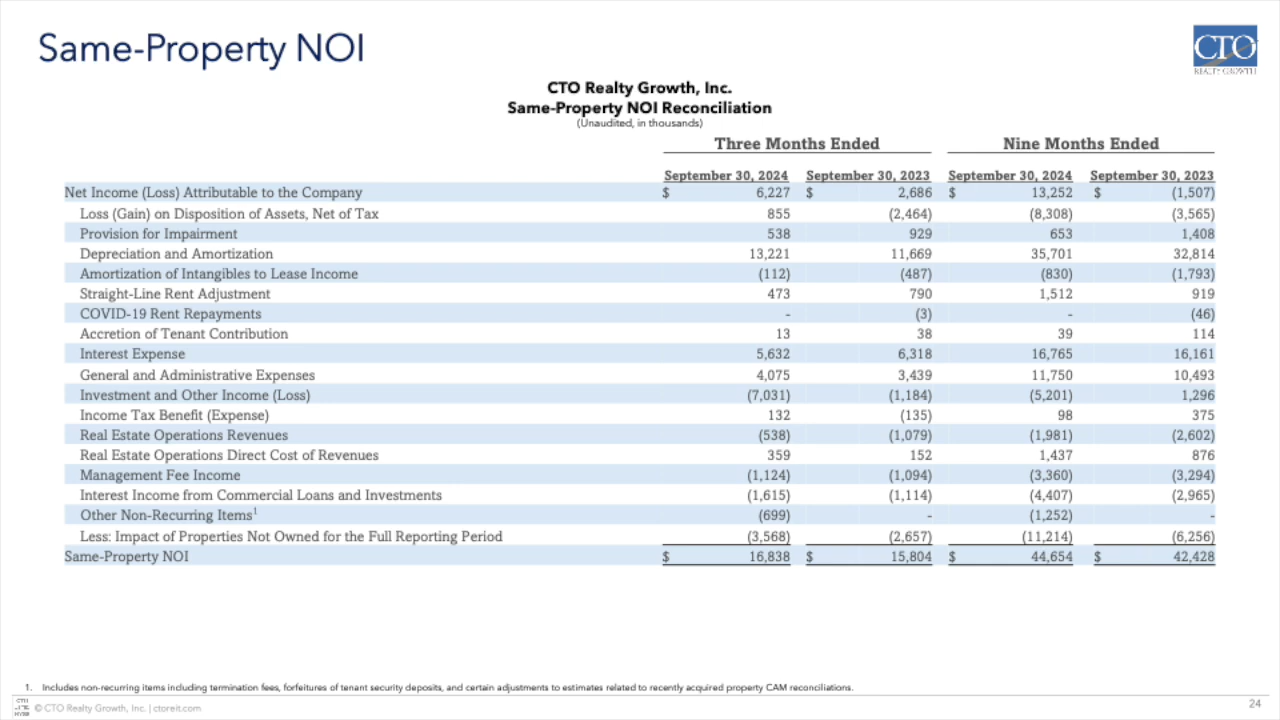 Same-Property NOI
CTO
REALTY GROWTH
CTO Realty Growth, Inc.
Same-Property NOI Reconciliation
(Unaudited, in thousands)
Three Months Ended Nine Months Ended
September 30, 2024 September 30, 2023 September 30, 2024 September 30, 2023
Net Income (Loss) Attributable to the Company $ 6,227 $ 2,686 $ 13,252 $ (1,507)
Loss (Gain) on Disposition of Assets, Net of Tax 855 (2,464) (8,308) (3,565)
Provision for Impairment 538 929 653 1,408
Depreciation and Amortization 13,221 11,669 35,701 32,814
Amortization of Intangibles to Lease Income (112) (487) (830) (1,793)
Straight-Line Rent Adjustment 473 790 1,512 919
COVID-19 Rent Repayments - (3) - (46)
Accretion of Tenant Contribution 13 38 39 114
Interest Expense 5,632 6,318 16,765 16,161
General and Administrative Expenses 4,075 3,439 11,750 10,493
Investment and Other Income (Loss) (7,031) (1,184) (5,201) 1,296
Income Tax Benefit (Expense) 132 (135) 98 375
Real Estate Operations Revenues (538) (1,079) (1,981) (2,602)
Real Estate Operations Direct Cost of Revenues 359 152 1,437 876
Management Fee Income (1,124) (1,094) (3,360) (3,294)
Interest Income from Commercial Loans and Investments (1,615) (1,114) (4,407) (2,965)
Other Non-Recurring Items1 (699) - (1,252) -
Less: Impact of Properties Not Owned for the Full Reporting Period (3,568) (2,657) (11,214) (6,256)
Same-Property NOI $ 16,838 $ 15,804 $ 44,654 $ 42,428
1. Includes non-recurring items including termination fees, forfeitures of tenant security deposits, and certain adjustments to estimates related to recently acquired property CAM reconciliations.
© CTO Realty Growth, Inc. | ctoreit.com
24